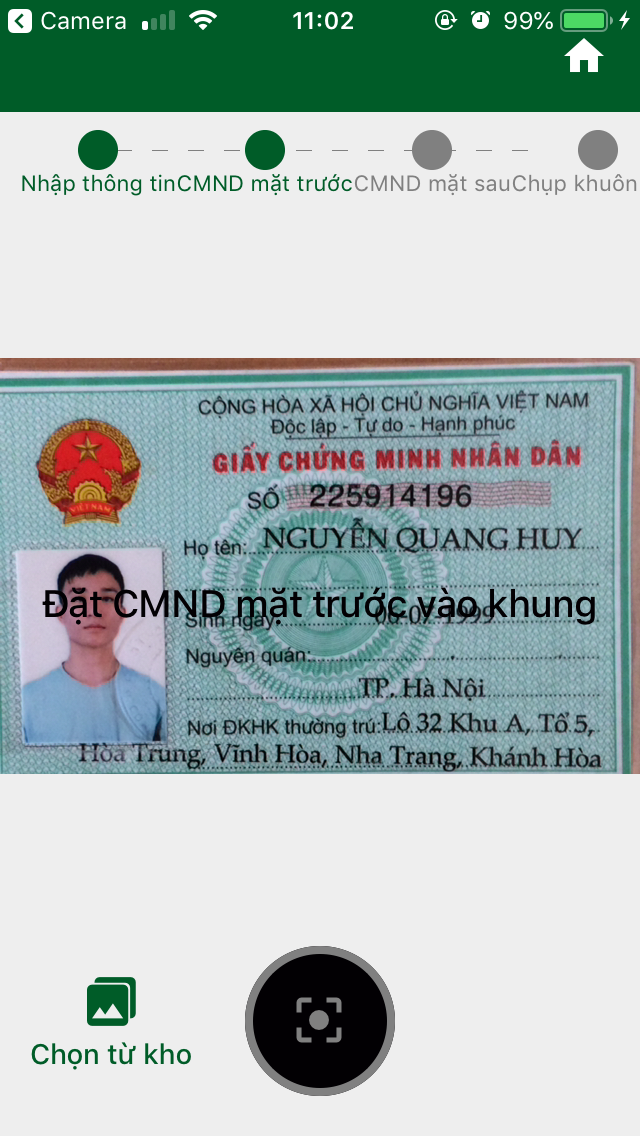 Camera 11:02 99%
Nhập thông tin CMND mặt trước CMND mặt sau Chụp khuôn
CỘNG HÒA XÃ HỘI CHỦ NGHĨA VIỆT NAM
Độc lập - Tự do - Hạnh phúc
GIẤY CHỨNG MINH NHÂN DÂN
VIỆT NAM
SỐ 225914196
Họ tên: NGUYỄN QUANG HUY
Đặt CMND mặt trước vào khung
Sinh ngày: 1999
Nguyên quán:
TP. Hà Nội
Nơi ĐKHK thường trú: Lô 32 Khu A, Tổ 5,
Hòa Trung, Vĩnh Hòa, Nha Trang, Khánh Hòa
Chọn từ kho